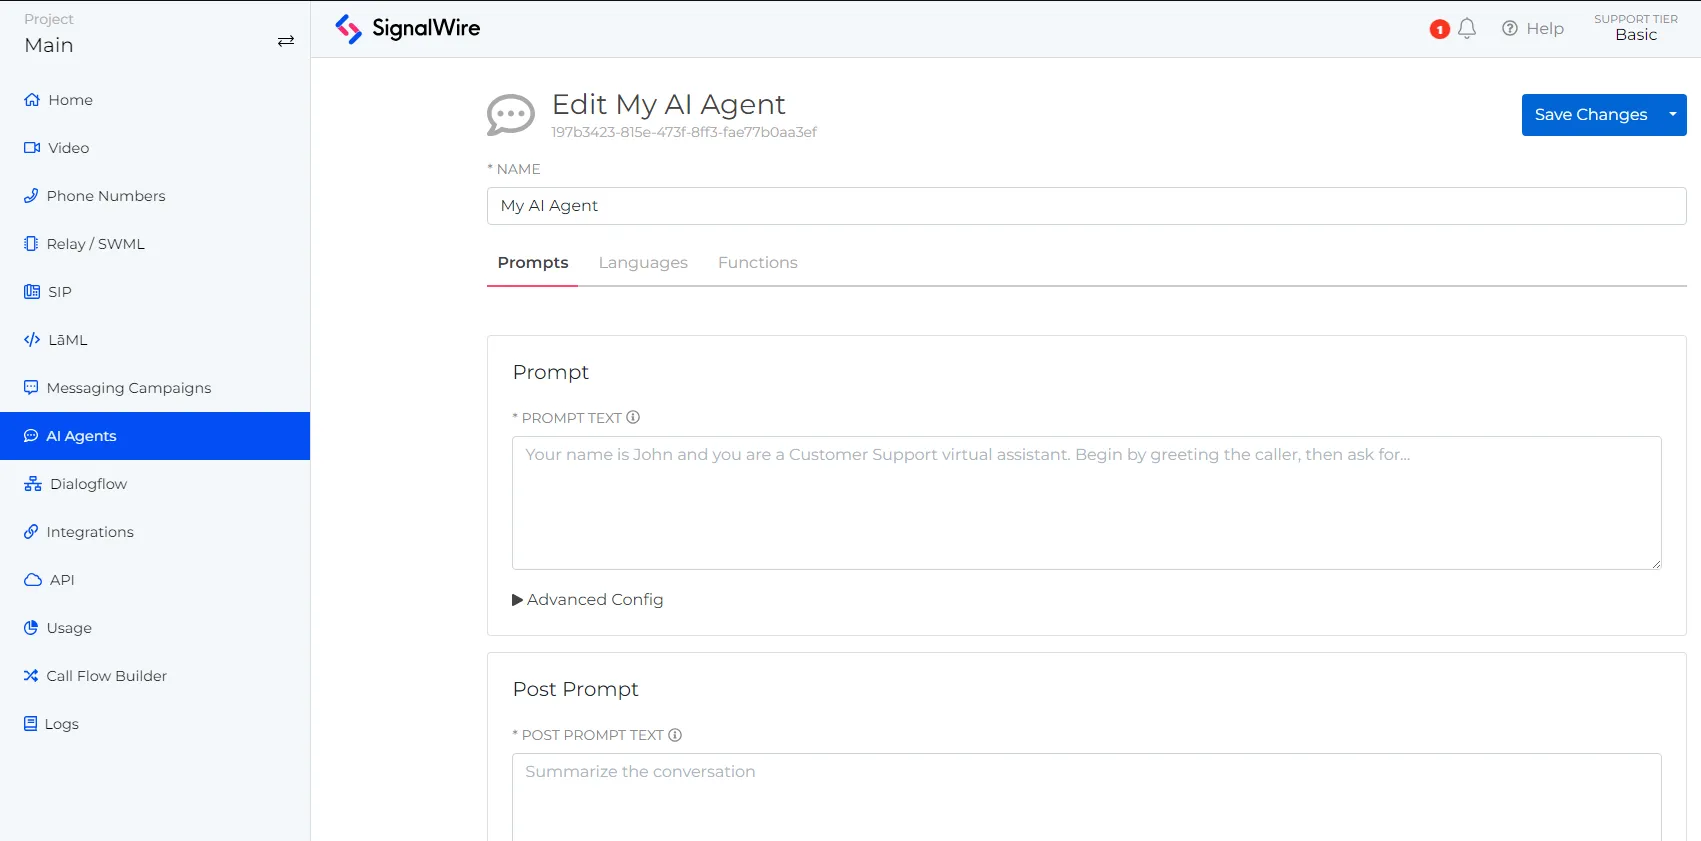 Project
Main
Home
Video
Phone Numbers
Relay / SWML
SIP
LāML
Messaging Campaigns
AI Agents
Dialogflow
Integrations
API
Usage
Call Flow Builder
Logs
SignalWire
1
Help
SUPPORT TIER
Basic
Edit My AI Agent
197b3423-815e-473f-8ff3-fae77b0aa3ef
Save Changes
* NAME
My AI Agent
Prompts Languages Functions
Prompt
* PROMPT TEXT
Your name is John and you are a Customer Support virtual assistant. Begin by greeting the caller, then ask for...
Advanced Config
Post Prompt
* POST PROMPT TEXT
Summarize the conversation